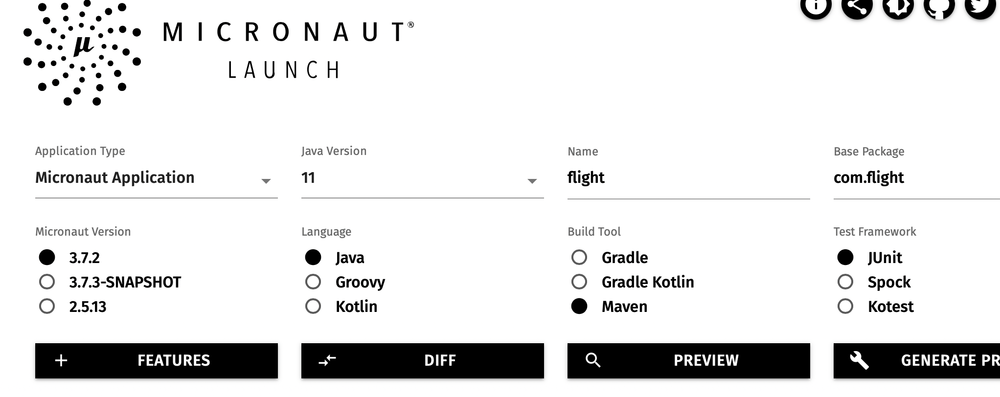 µ
MICRONAUT®
LAUNCH
Application Type
Micronaut Application
Java Version
11
Name
flight
Base Package
com.flight
Micronaut Version
3.7.2
3.7.3-SNAPSHOT
2.5.13
Language
Java
Groovy
Kotlin
Build Tool
Gradle
Gradle Kotlin
Maven
Test Framework
JUnit
Spock
Kotest
FEATURES
DIFF
PREVIEW
GENERATE PR